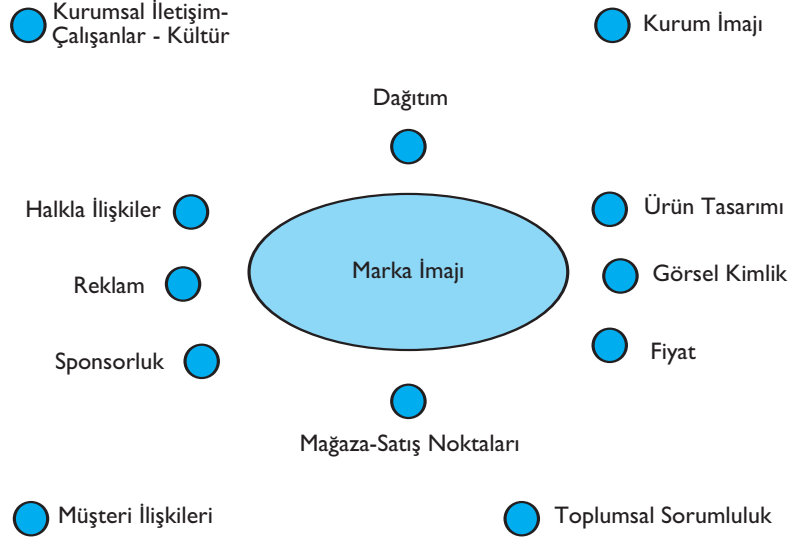 Kurumsal İletişim-
Çalışanlar - Kültür
Kurum İmajı
Dağıtım
Halkla İlişkiler
Ürün Tasarımı
Marka İmajı
Görsel Kimlik
Reklam
Fiyat
Sponsorluk
Mağaza-Satış Noktaları
Müşteri İlişkileri
Toplumsal Sorumluluk